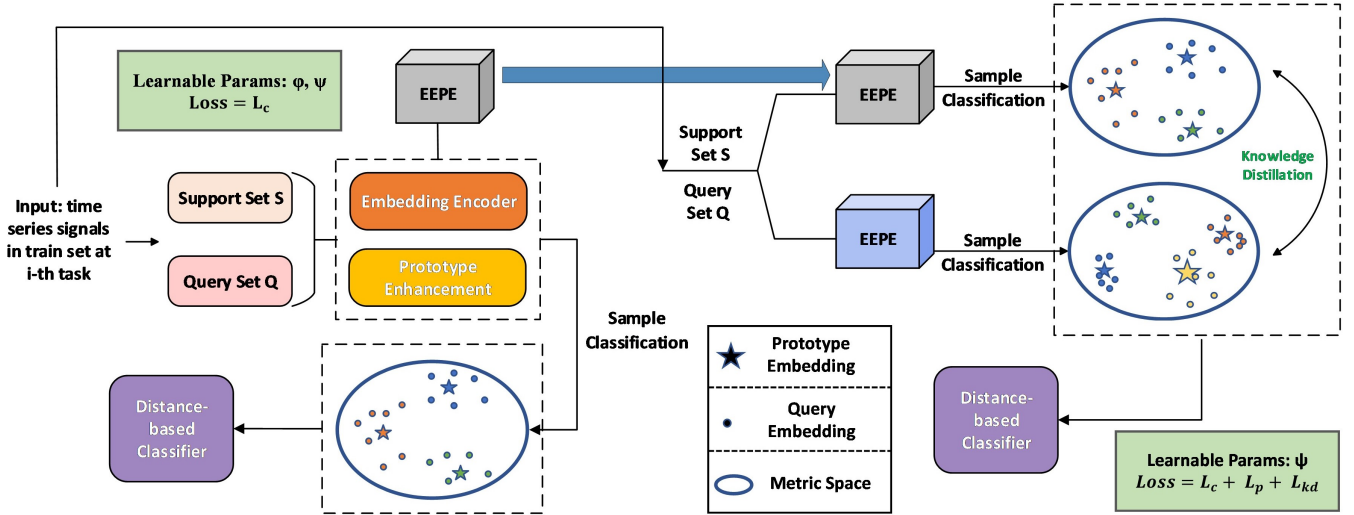 Learnable Params: φ, ψ
Loss = Lc
EEPE
Input: time
series signals
in train set at
i-th task
Support Set S
Query Set Q
Embedding Encoder
Prototype
Enhancement
Sample
Classification
Distance-
based
Classifier
Support
Set S
Query
Set Q
EEPE
EEPE
Sample
Classification
Sample
Classification
Knowledge
Distillation
Prototype
Embedding
Query
Embedding
Metric Space
Distance-
based
Classifier
Learnable Params: ψ
Loss = Lc + Lp + Lkd